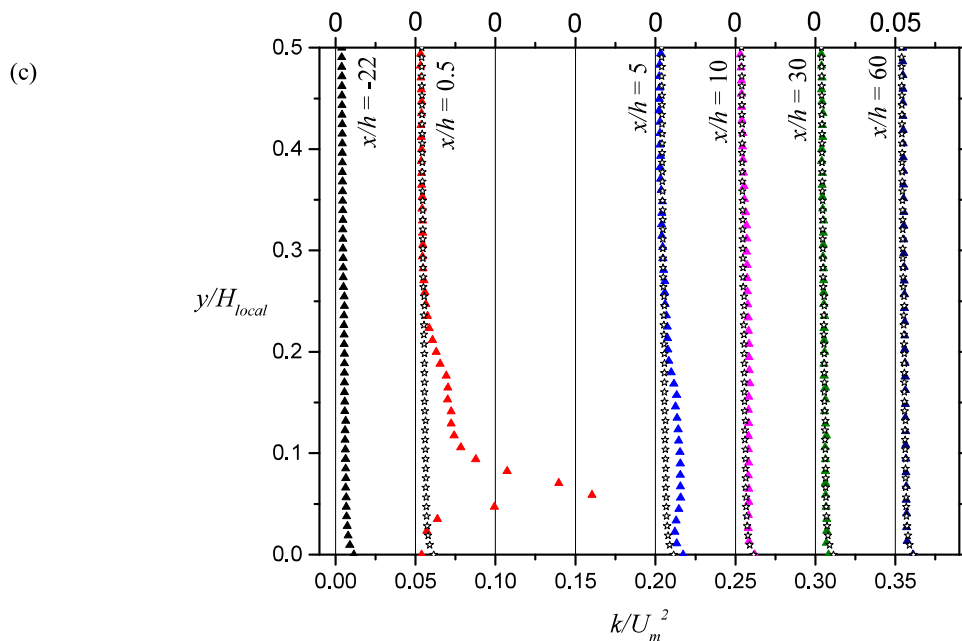 (c)
0 0 0 0 0 0 0 0.05
0.5
0.4
0.3
0.2
0.1
0.0
y/H_local
x/h = -22
x/h = 0.5
x/h = 5
x/h = 10
x/h = 30
x/h = 60
0.00 0.05 0.10 0.15 0.20 0.25 0.30 0.35
k/U_m^2